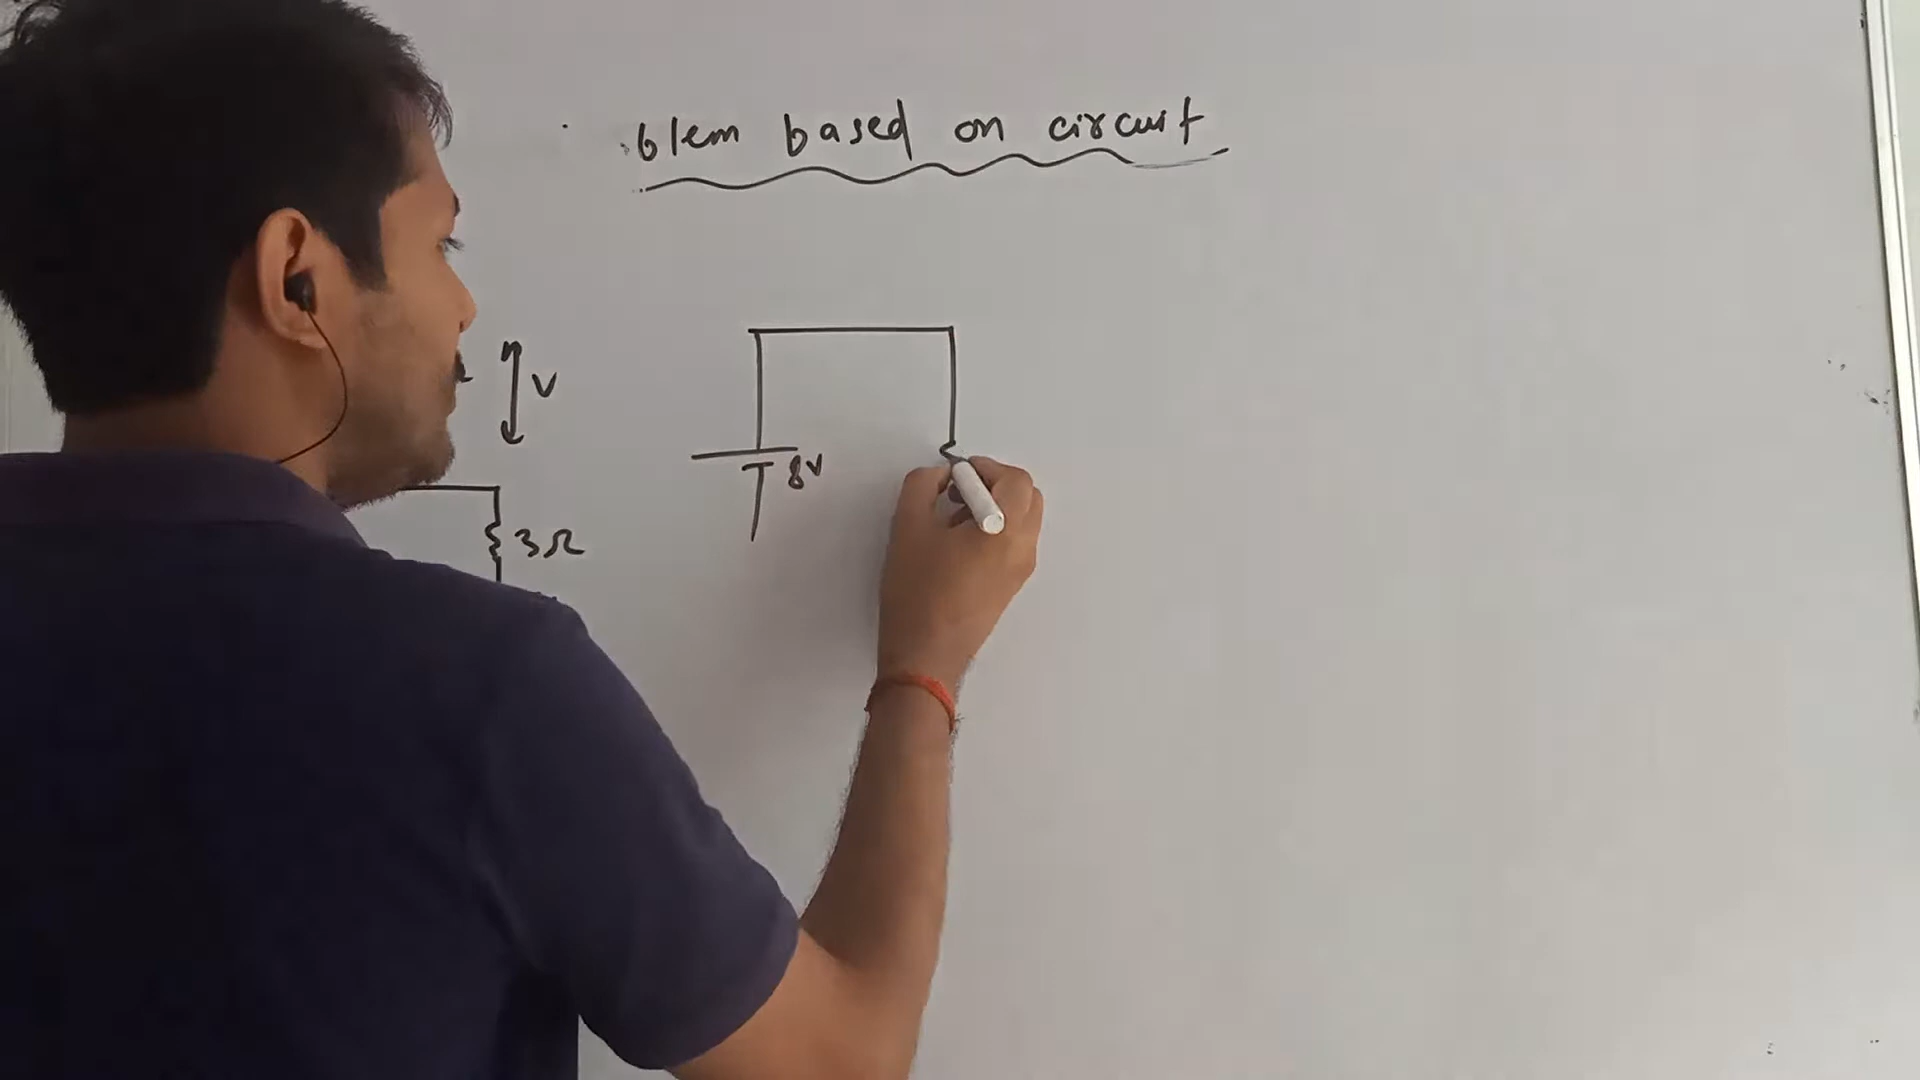 blem based on circuit
V
8V
3Ω